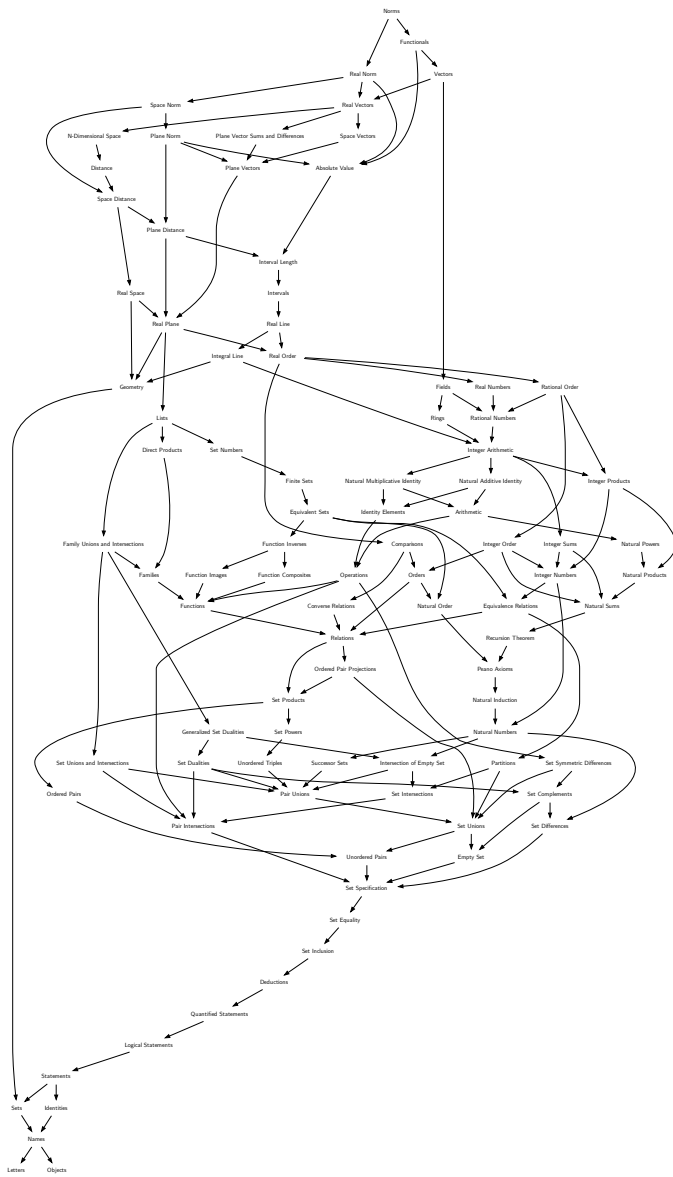 Norms
Functionals
Real Norm
Vectors
Space Norm
Real Vectors
N-Dimensional Space
Plane Norm
Plane Vector Sums and Differences
Space Vectors
Distance
Plane Vectors
Absolute Value
Space Distance
Plane Distance
Interval Length
Real Space
Intervals
Real Plane
Real Line
Integral Line
Real Order
Geometry
Fields
Real Numbers
Rational Order
Lists
Rings
Rational Numbers
Direct Products
Set Numbers
Integer Arithmetic
Finite Sets
Natural Multiplicative Identity
Natural Additive Identity
Integer Products
Equivalent Sets
Identity Elements
Arithmetic
Family Unions and Intersections
Function Inverses
Comparisons
Integer Order
Integer Sums
Natural Powers
Families
Function Images
Function Composites
Operations
Orders
Integer Numbers
Natural Products
Functions
Converse Relations
Natural Order
Equivalence Relations
Natural Sums
Relations
Recursion Theorem
Ordered Pair Projections
Peano Axioms
Set Products
Natural Induction
Generalized Set Dualities
Set Powers
Natural Numbers
Set Unions and Intersections
Set Dualities
Unordered Triples
Successor Sets
Intersection of Empty Set
Partitions
Set Symmetric Differences
Ordered Pairs
Pair Unions
Set Intersections
Set Complements
Pair Intersections
Set Unions
Set Differences
Unordered Pairs
Empty Set
Set Specification
Set Equality
Set Inclusion
Deductions
Quantified Statements
Logical Statements
Statements
Sets
Identities
Names
Letters
Objects